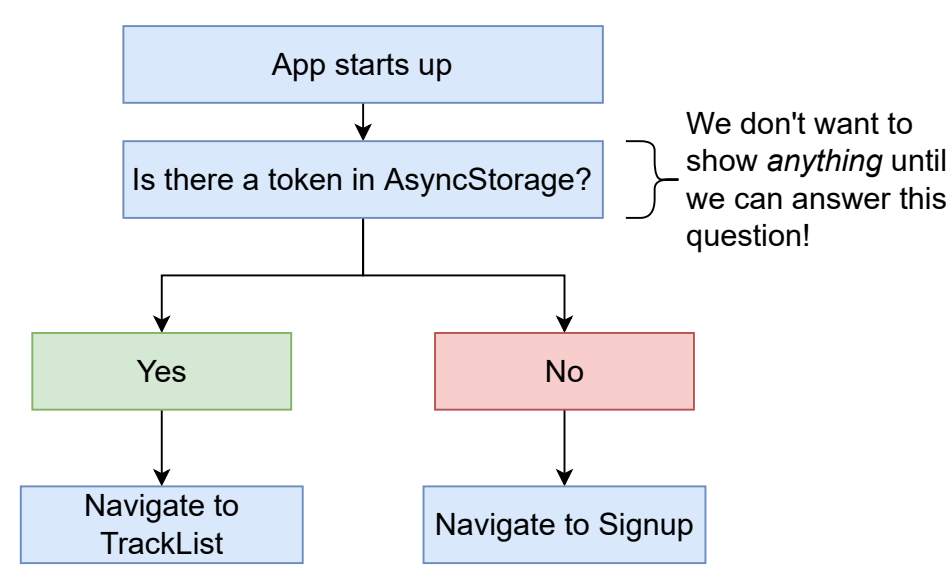 App starts up
Is there a token in AsyncStorage?
We don't want to
show anything until
we can answer this
question!
Yes
No
Navigate to
TrackList
Navigate to Signup